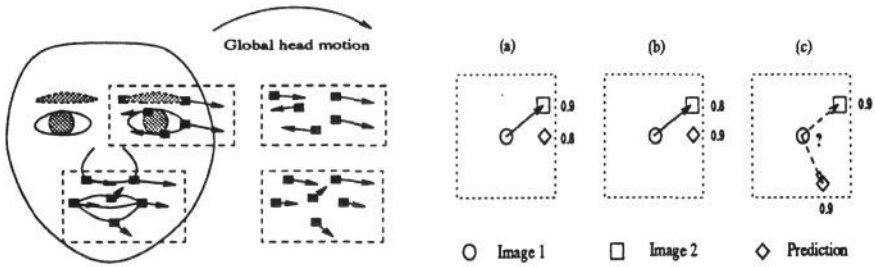 Global head motion
(a)
(b)
(c)
0.9
0.8
0.8
0.9
0.9
?
0.9
Image 1
Image 2
Prediction